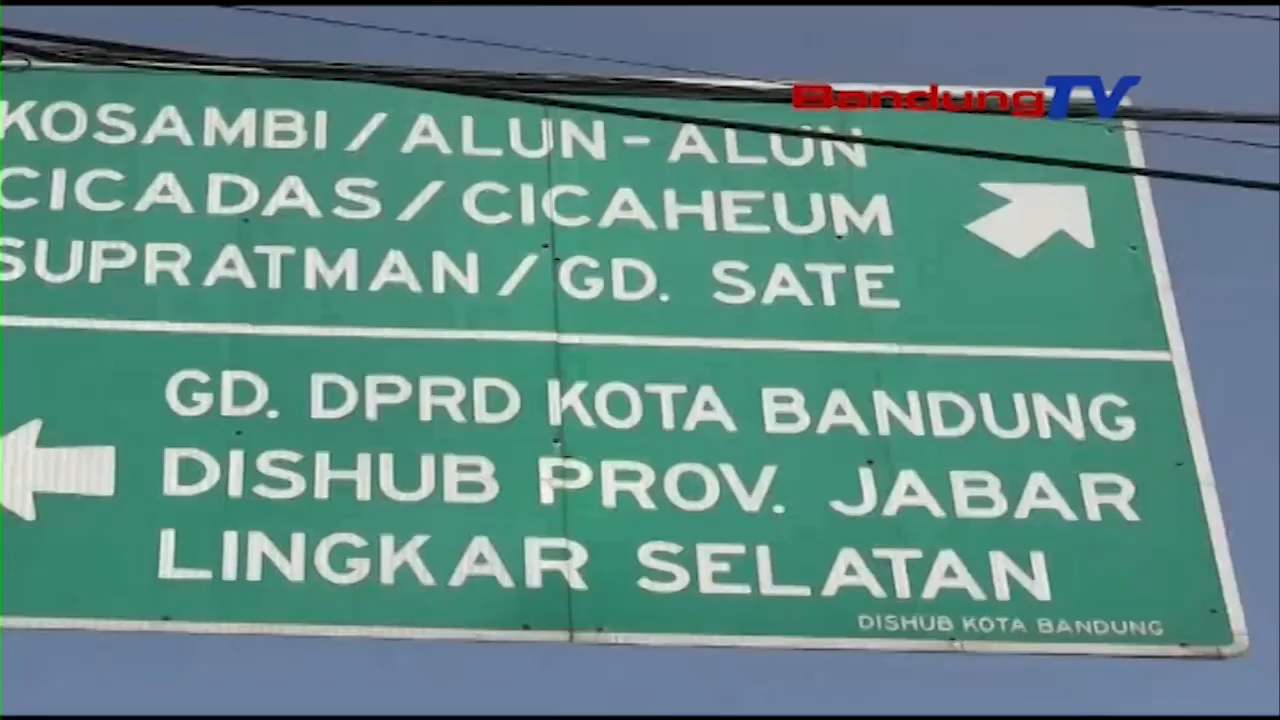 BandungTV
KOSAMBI / ALUN - ALUN
CICADAS / CICAHEUM
SUPRATMAN / GD. SATE
GD. DPRD KOTA BANDUNG
DISHUB PROV. JABAR
LINGKAR SELATAN
DISHUB KOTA BANDUNG